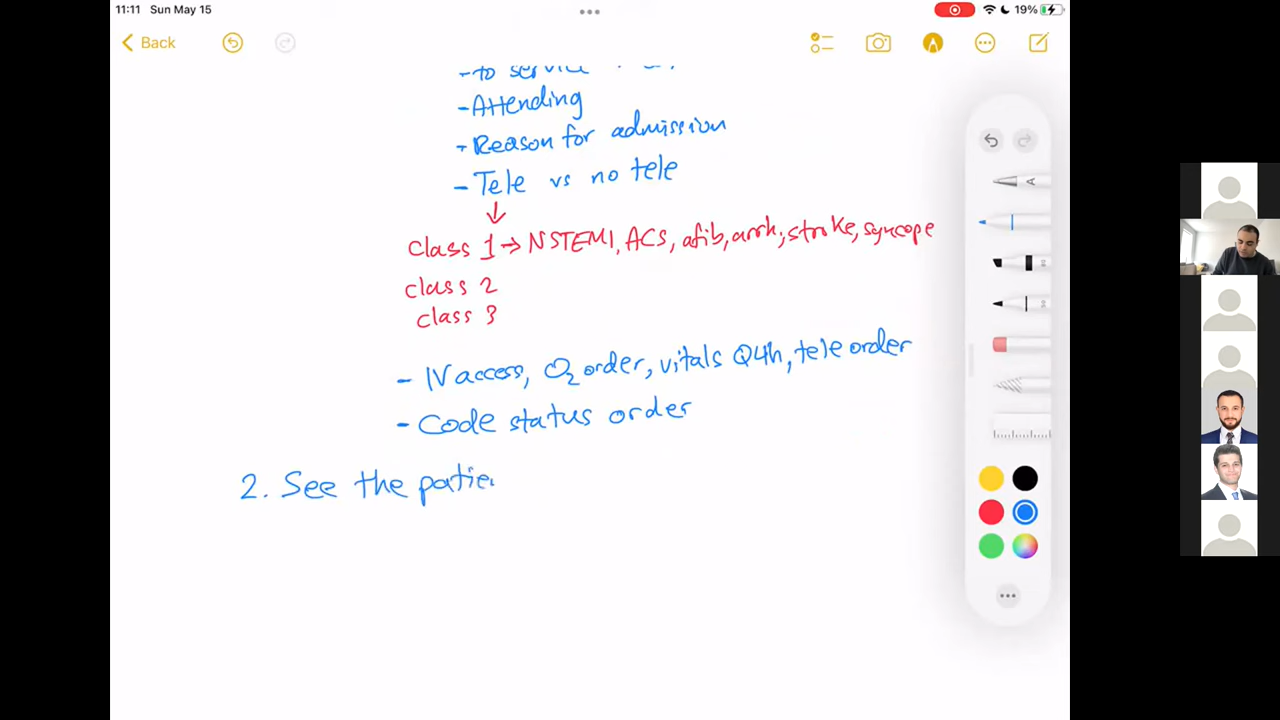 11:11 Sun May 15
19%
Back
- to service
- Attending
- Reason for admission
- Tele vs no tele
class 1 → NSTEMI, ACS, afib, arrh, stroke, syncope
class 2
class 3
- IV access, O2 order, vitals Q4h, tele order
- Code status order
2. See the patie
A